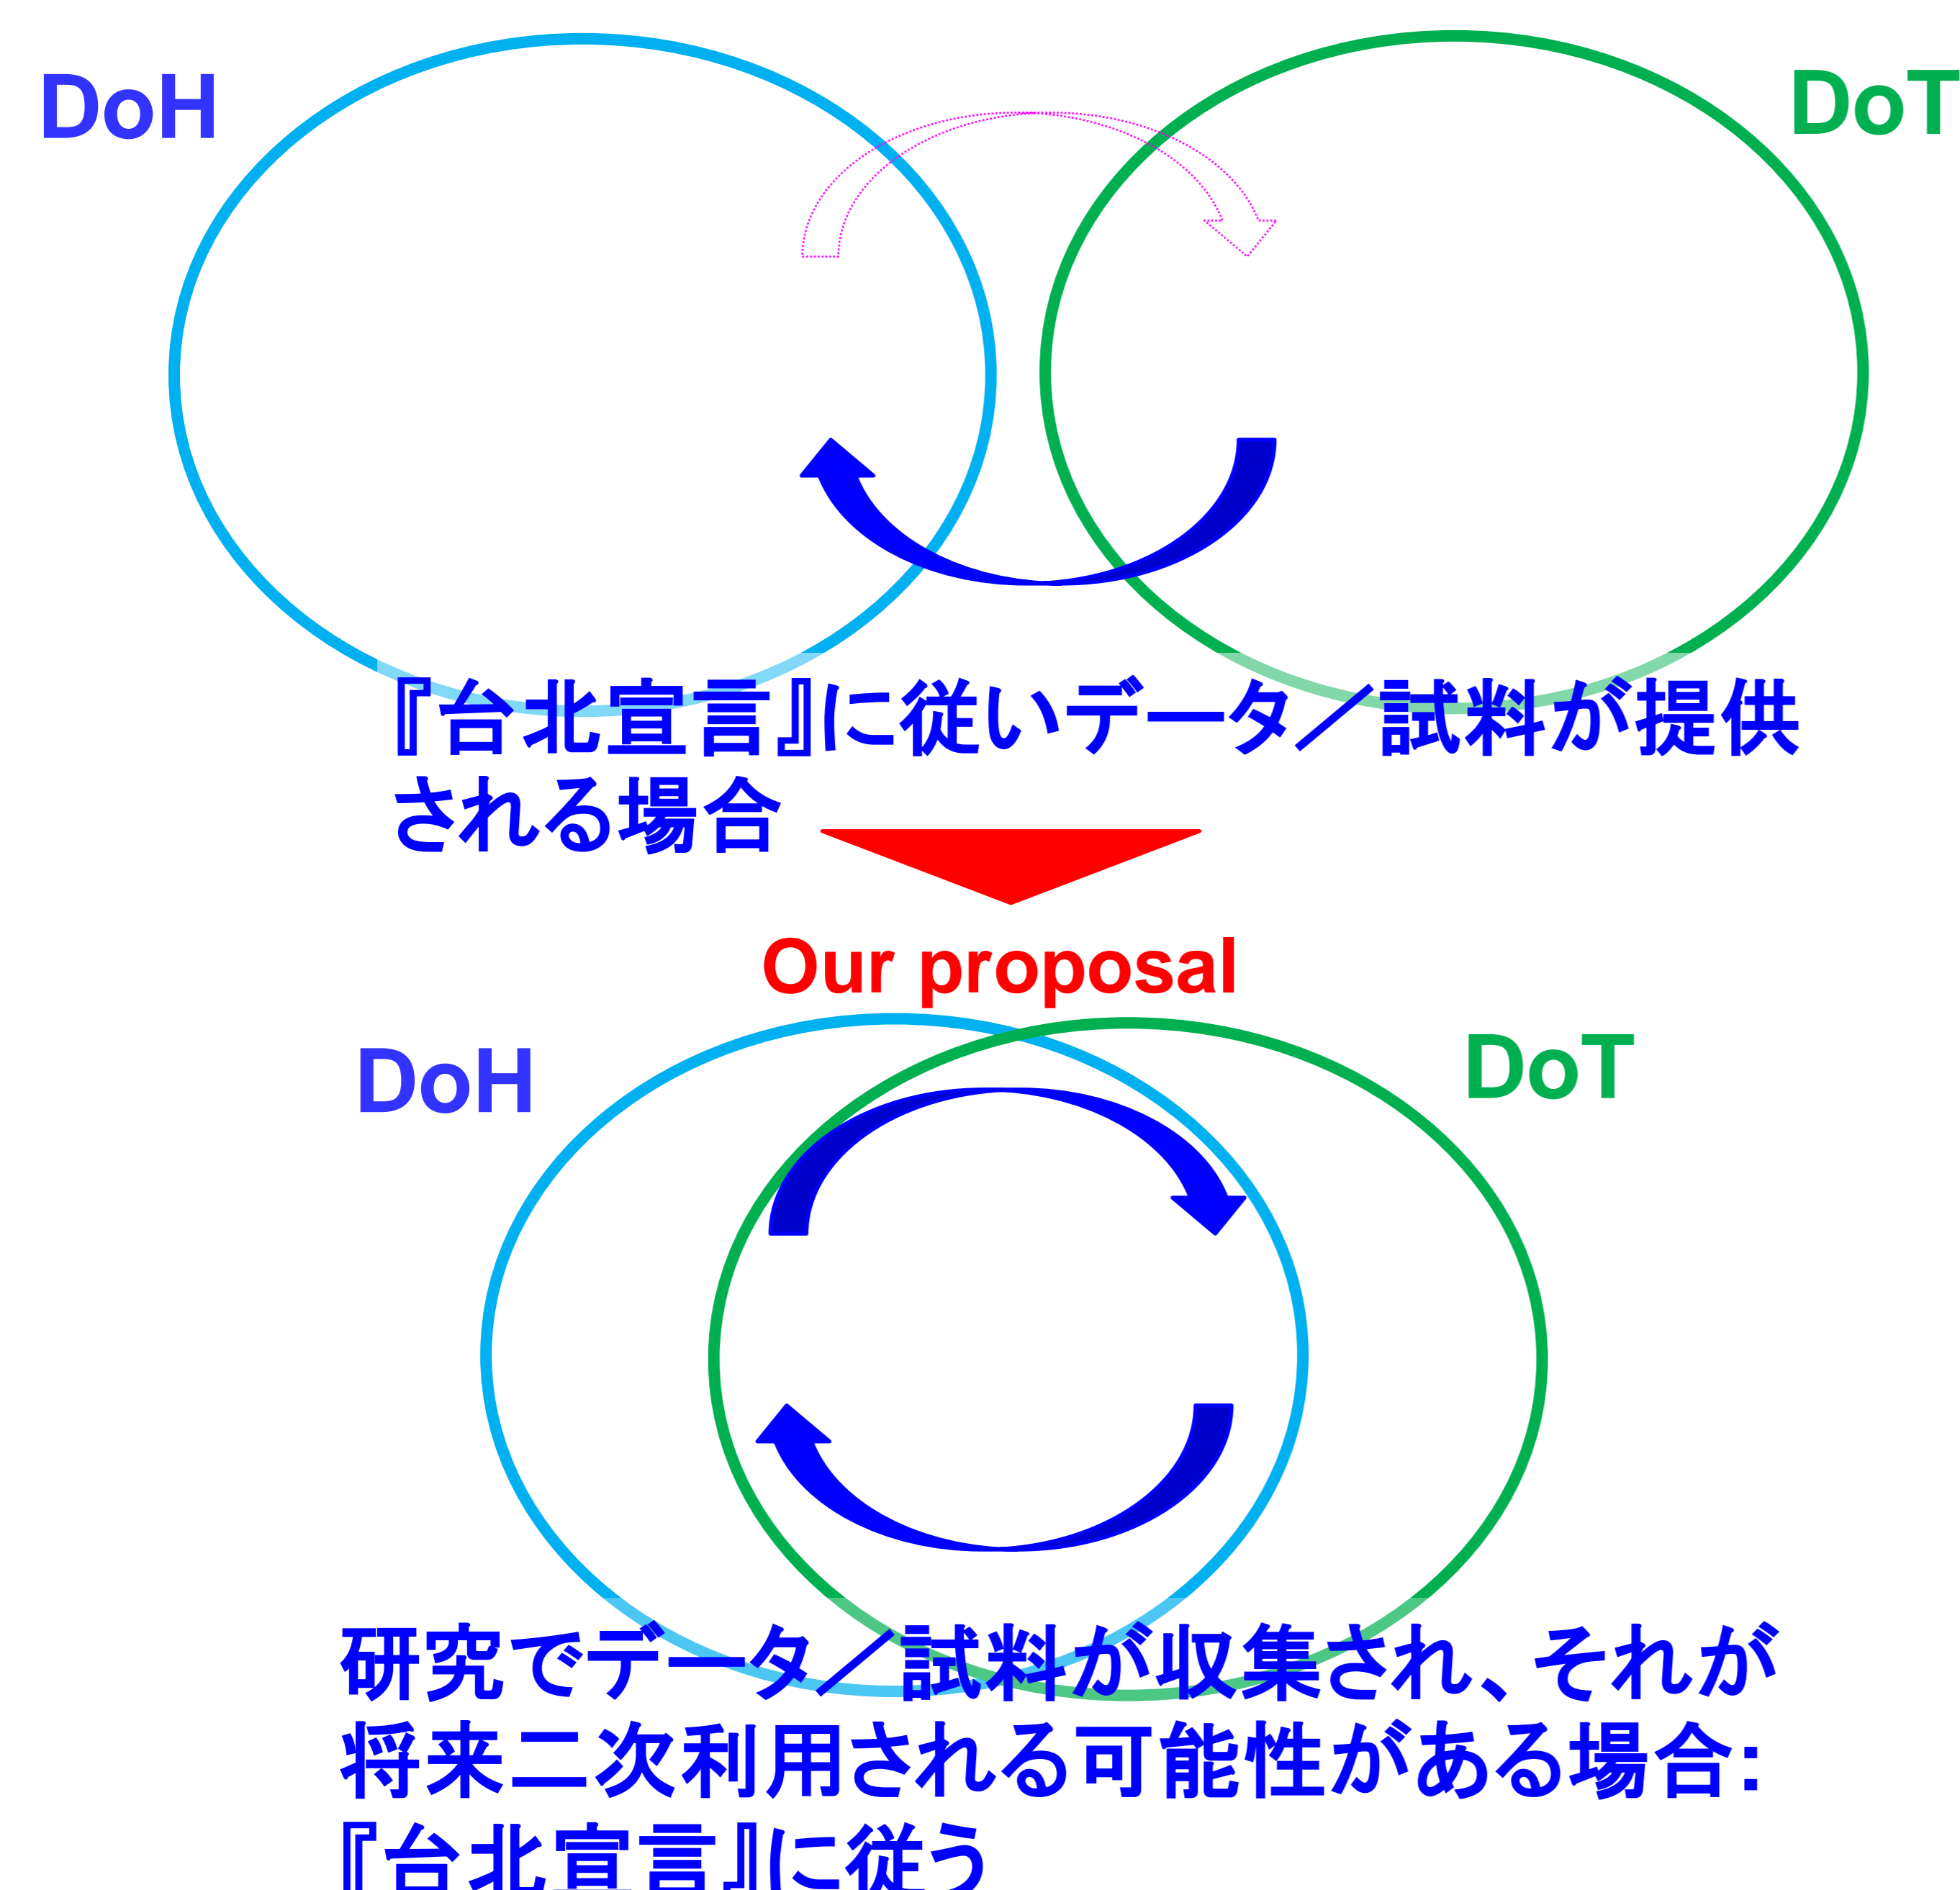 DoH
DoT
『台北宣言』に従いデータ/試料が提供
される場合
Our proposal
DoH
DoT
研究でデータ/試料が収集され、それが
将来二次利用される可能性がある場合:
『台北宣言』に従う